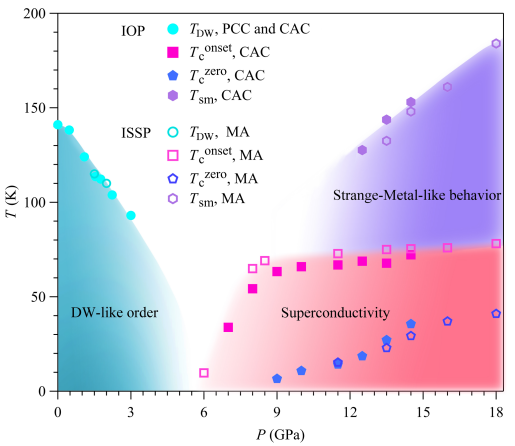 200
150
100
50
0
T (K)
IOP
T_DW, PCC and CAC
T_c^onset, CAC
T_c^zero, CAC
T_sm, CAC
ISSP
T_DW, MA
T_c^onset, MA
T_c^zero, MA
T_sm, MA
Strange-Metal-like behavior
DW-like order
Superconductivity
0 3 6 9 12 15 18
P (GPa)